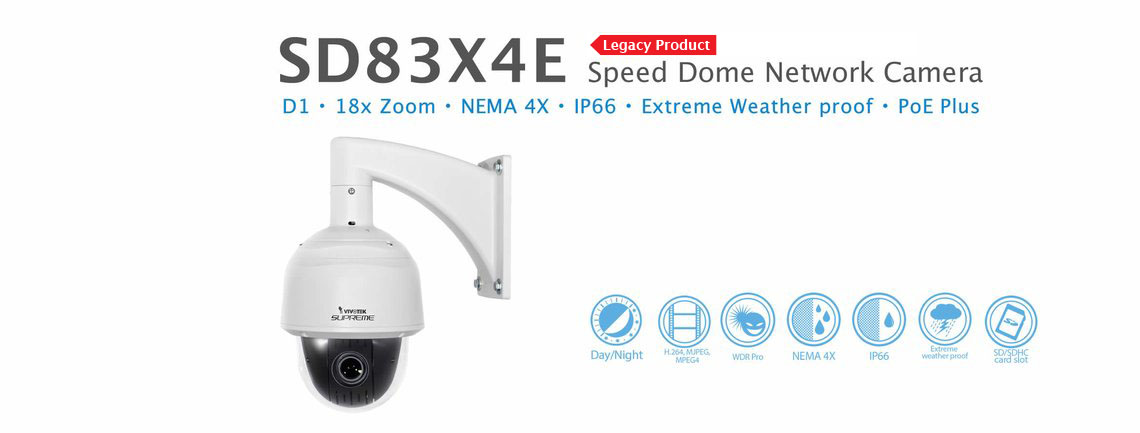 SD83X4E
Legacy Product
Speed Dome Network Camera
D1 • 18x Zoom • NEMA 4X • IP66 • Extreme Weather proof • PoE Plus
VIVOTEK
SUPREME
Day/Night
H.264, MJPEG,
MPEG4
WDR Pro
NEMA 4X
IP66
Extreme
weather proof
SD/SDHC
card slot
SD